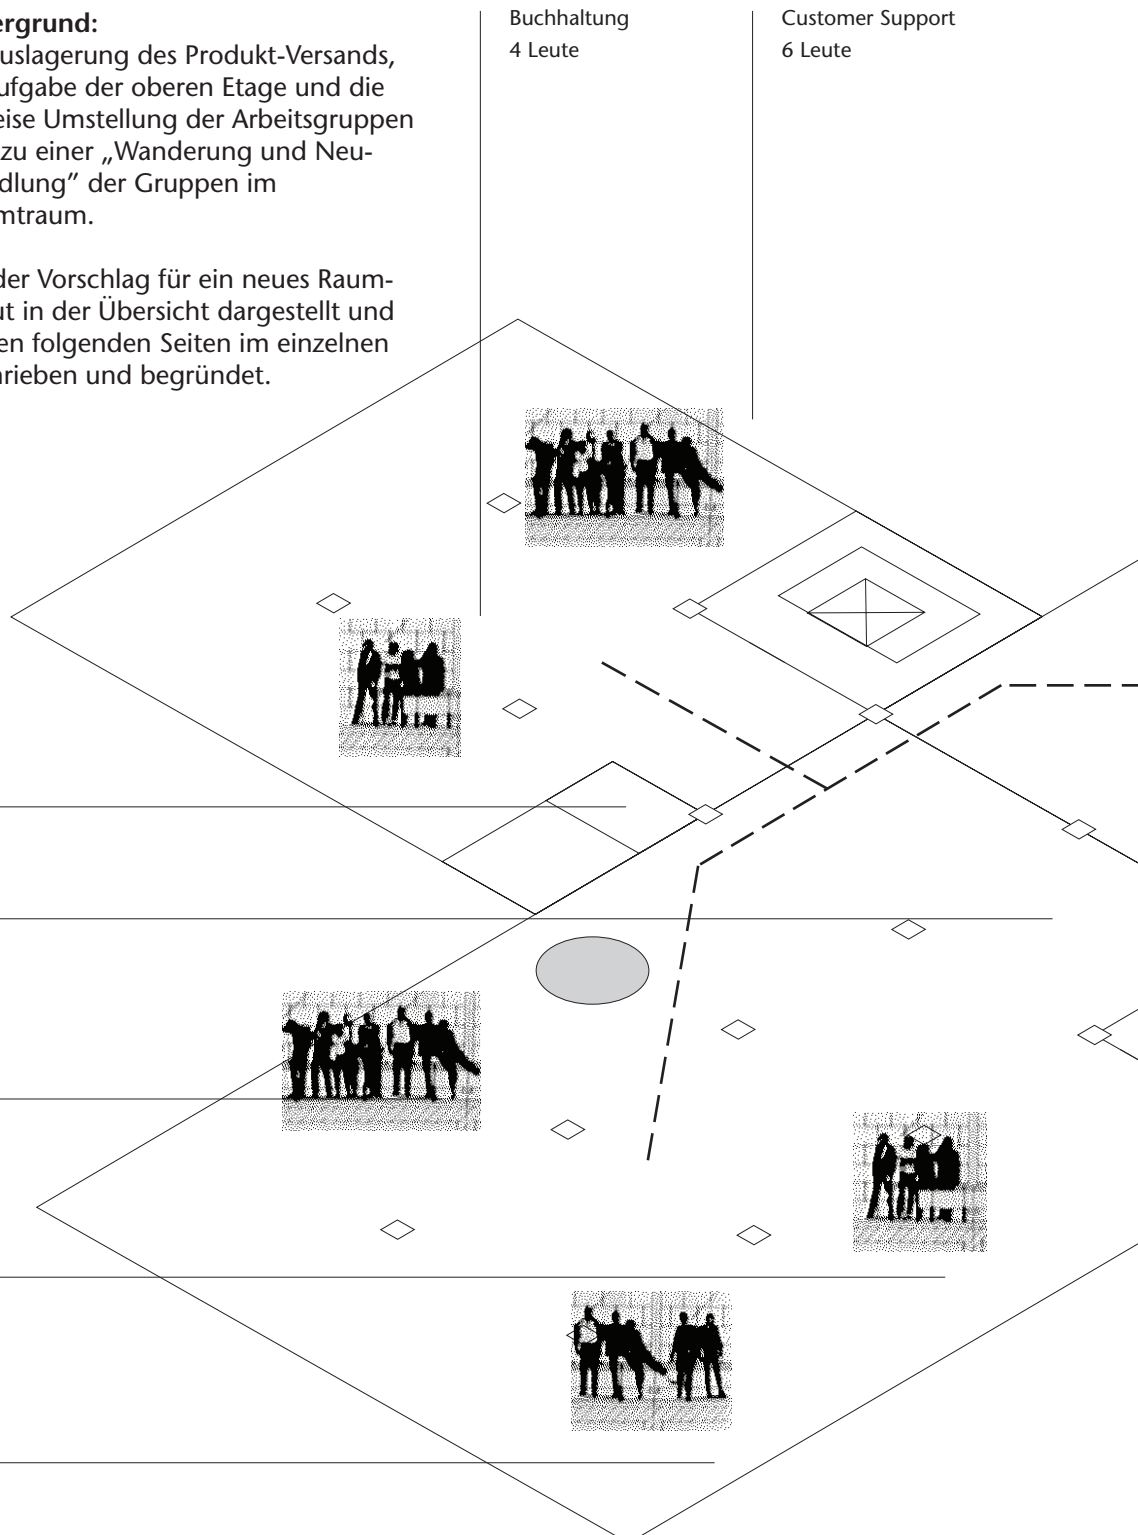 ergrund:
uslagerung des Produkt-Versands,
ufgabe der oberen Etage und die
eise Umstellung der Arbeitsgruppen
zu einer „Wanderung und Neu-
dlung” der Gruppen im
mtraum.
der Vorschlag für ein neues Raum-
ut in der Übersicht dargestellt und
en folgenden Seiten im einzelnen
rieben und begründet.
Buchhaltung
4 Leute
Customer Support
6 Leute